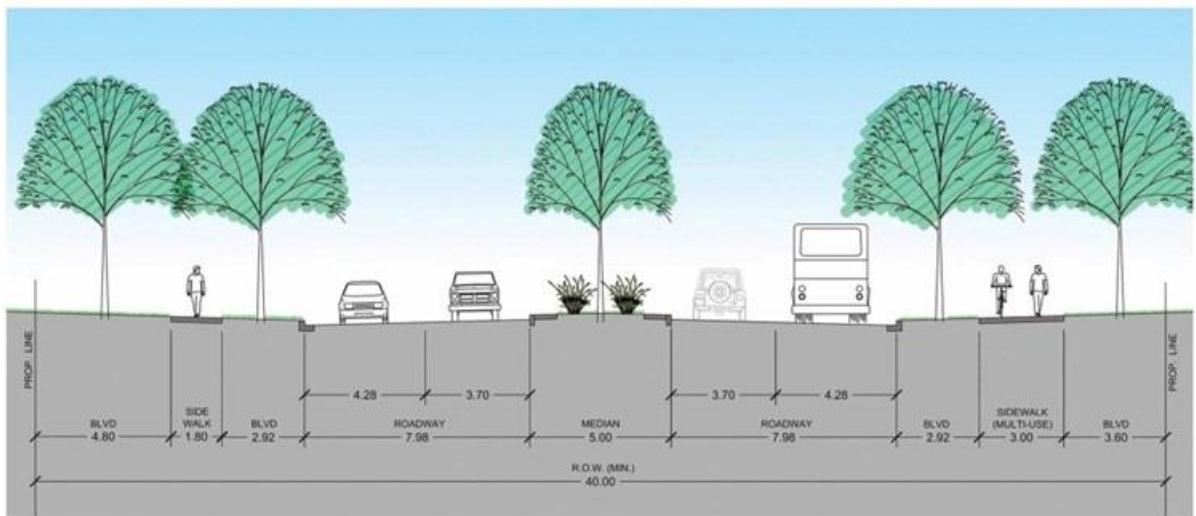 PROP. LINE
PROP. LINE
4.28
3.70
3.70
4.28
BLVD
4.80
SIDE
WALK
1.80
BLVD
2.92
ROADWAY
7.98
MEDIAN
5.00
ROADWAY
7.98
BLVD
2.92
SIDEWALK
(MULTI-USE)
3.00
BLVD
3.60
R.O.W. (MIN.)
40.00